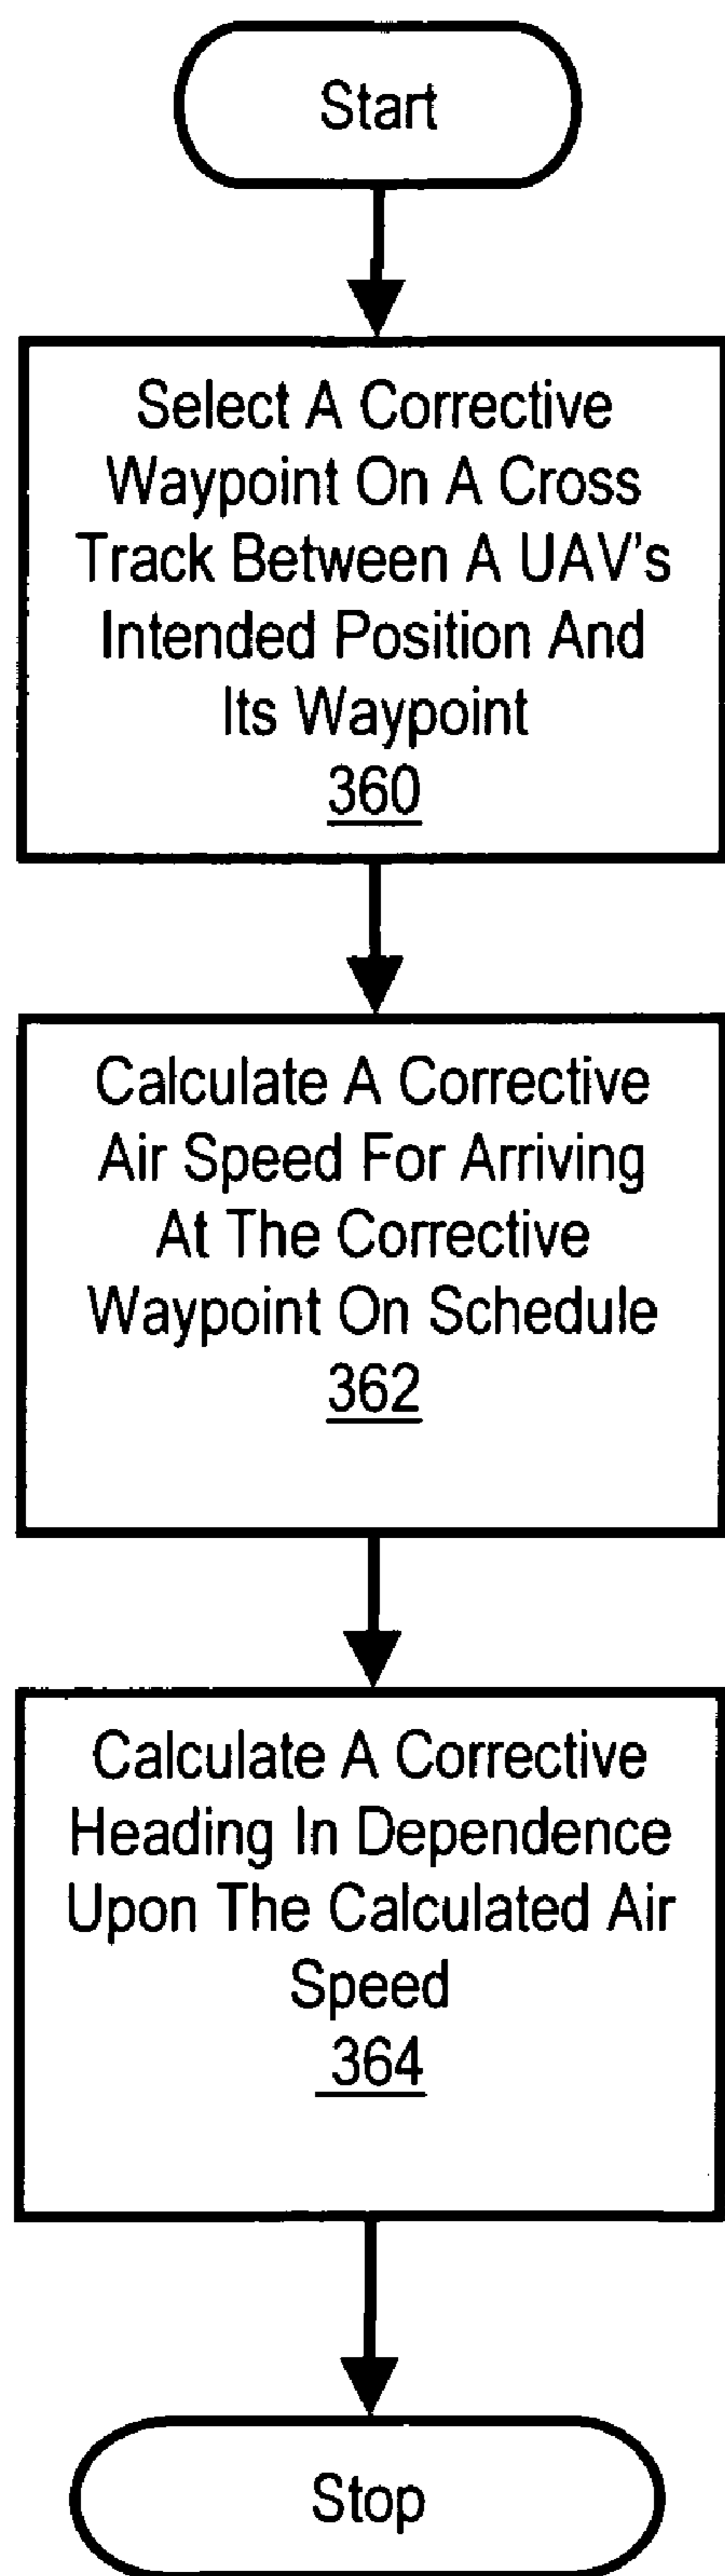 Start
Select A Corrective
Waypoint On A Cross
Track Between A UAV's
Intended Position And
Its Waypoint
360
Calculate A Corrective
Air Speed For Arriving
At The Corrective
Waypoint On Schedule
362
Calculate A Corrective
Heading In Dependence
Upon The Calculated Air
Speed
364
Stop